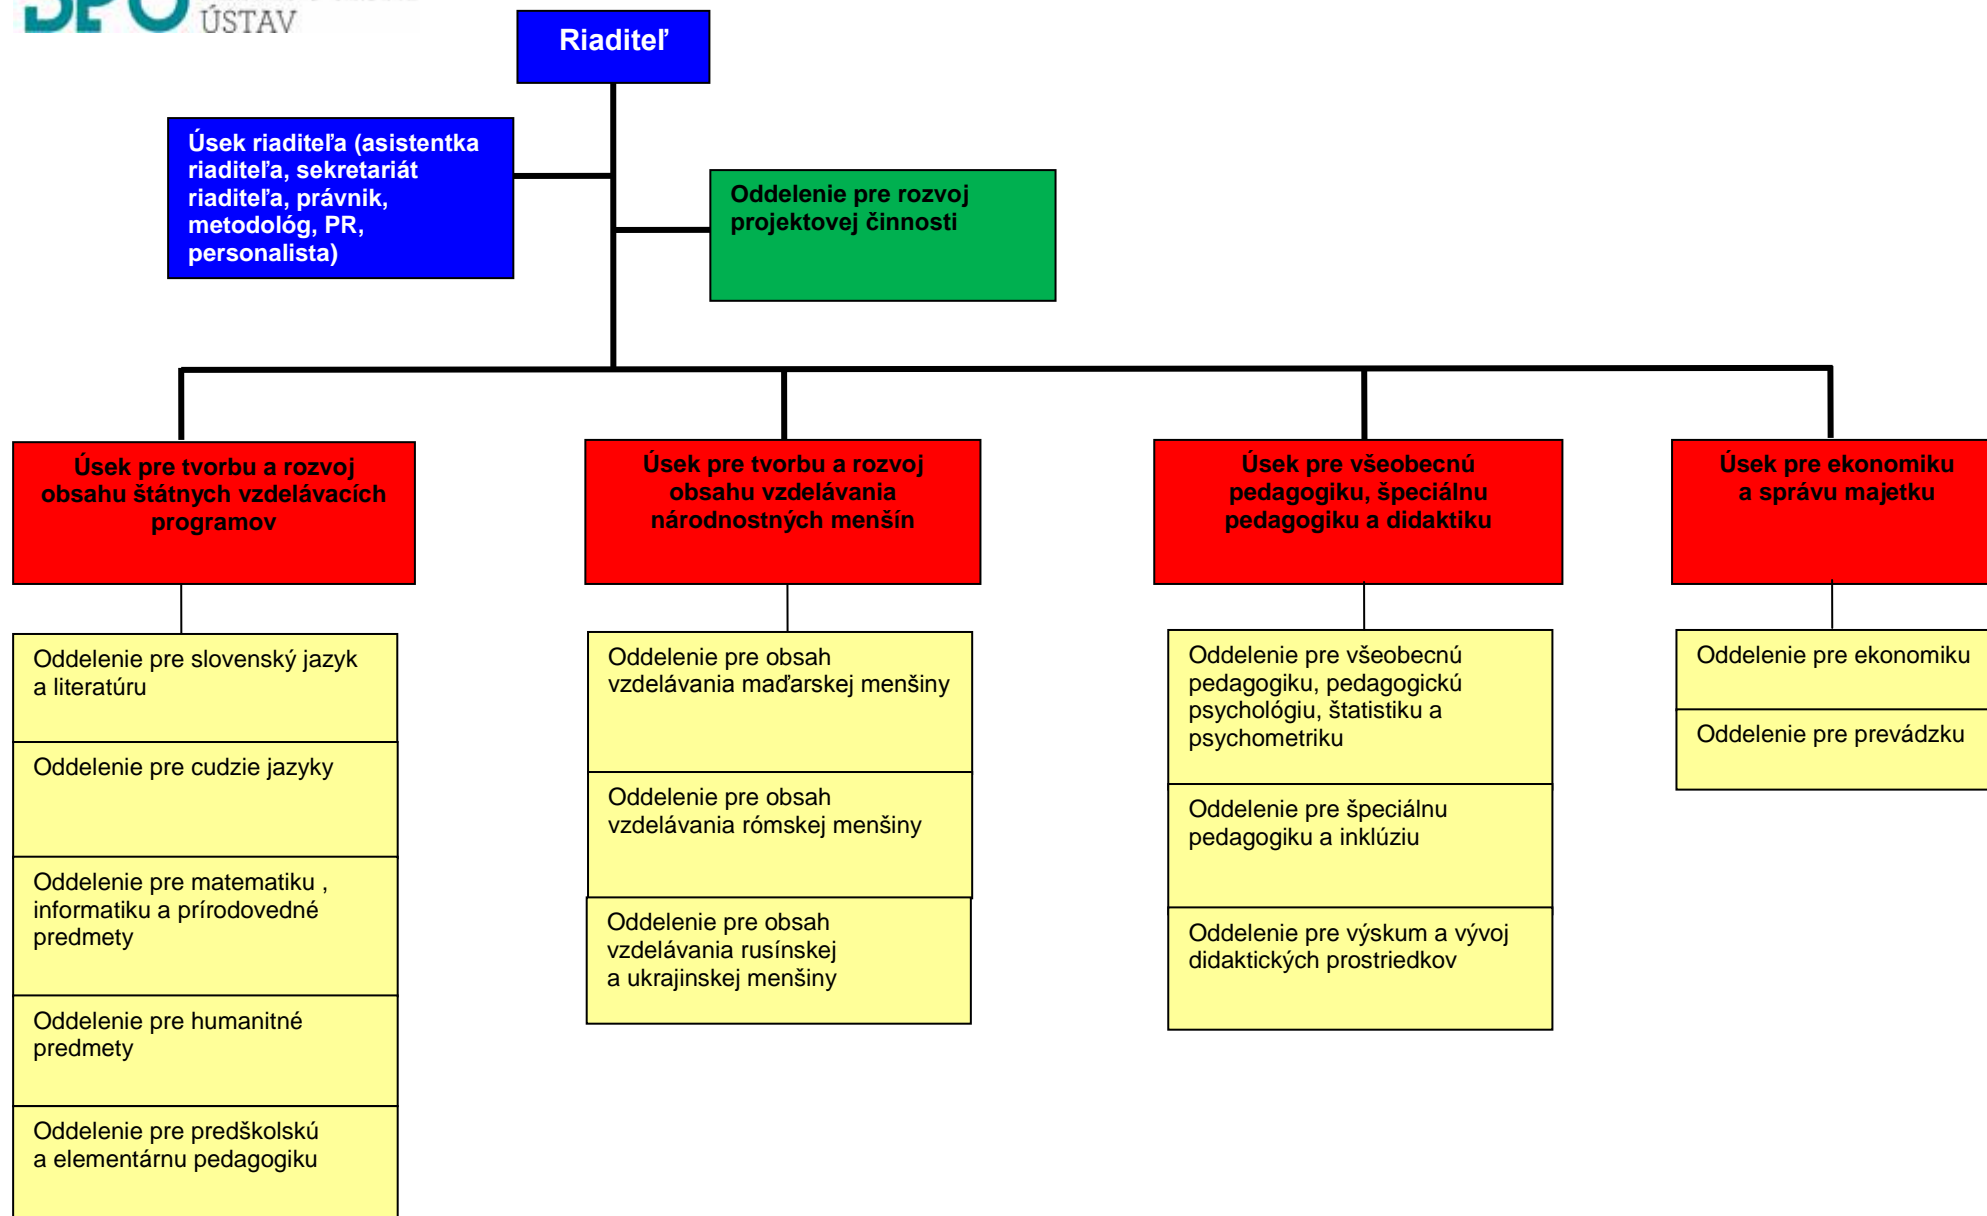 ÚSTAV
Riaditeľ
Úsek riaditeľa (asistentka
riaditeľa, sekretariát
riaditeľa, právnik,
metodológ, PR,
personalista)
Oddelenie pre rozvoj
projektovej činnosti
Úsek pre tvorbu a rozvoj
obsahu štátnych vzdelávacích
programov
Úsek pre tvorbu a rozvoj
obsahu vzdelávania
národnostných menšín
Úsek pre všeobecnú
pedagogiku, špeciálnu
pedagogiku a didaktiku
Úsek pre ekonomiku
a správu majetku
Oddelenie pre slovenský jazyk
a literatúru
Oddelenie pre cudzie jazyky
Oddelenie pre matematiku ,
informatiku a prírodovedné
predmety
Oddelenie pre humanitné
predmety
Oddelenie pre predškolskú
a elementárnu pedagogiku
Oddelenie pre obsah
vzdelávania maďarskej menšiny
Oddelenie pre obsah
vzdelávania rómskej menšiny
Oddelenie pre obsah
vzdelávania rusínskej
a ukrajinskej menšiny
Oddelenie pre všeobecnú
pedagogiku, pedagogickú
psychológiu, štatistiku a
psychometriku
Oddelenie pre špeciálnu
pedagogiku a inklúziu
Oddelenie pre výskum a vývoj
didaktických prostriedkov
Oddelenie pre ekonomiku
Oddelenie pre prevádzku